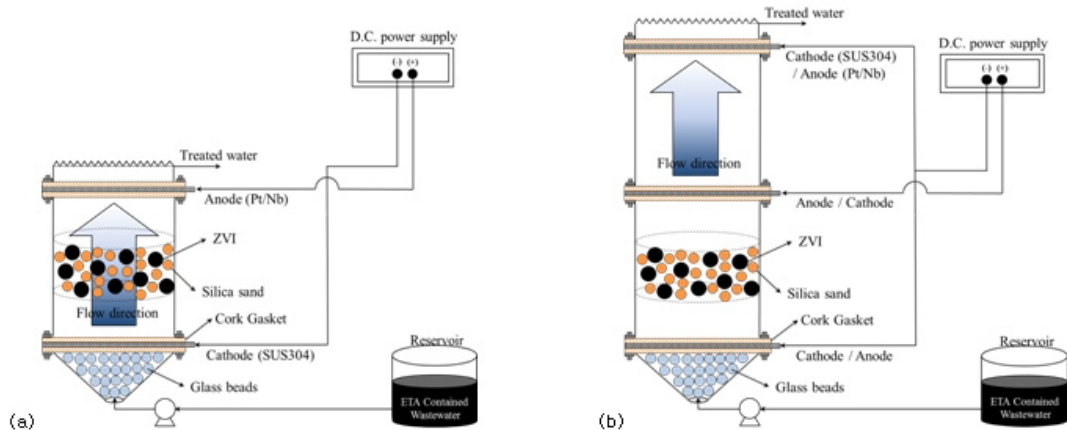 D.C. power supply
(-) (+)
Treated water
Anode (Pt/Nb)
ZVI
Silica sand
Flow direction
Cork Gasket
Cathode (SUS304)
Glass beads
Reservoir
ETA Contained
Wastewater
(a)
Treated water
D.C. power supply
(-) (+)
Cathode (SUS304)
/ Anode (Pt/Nb)
Flow direction
Anode / Cathode
ZVI
Silica sand
Cork Gasket
Cathode / Anode
Glass beads
Reservoir
ETA Contained
Wastewater
(b)